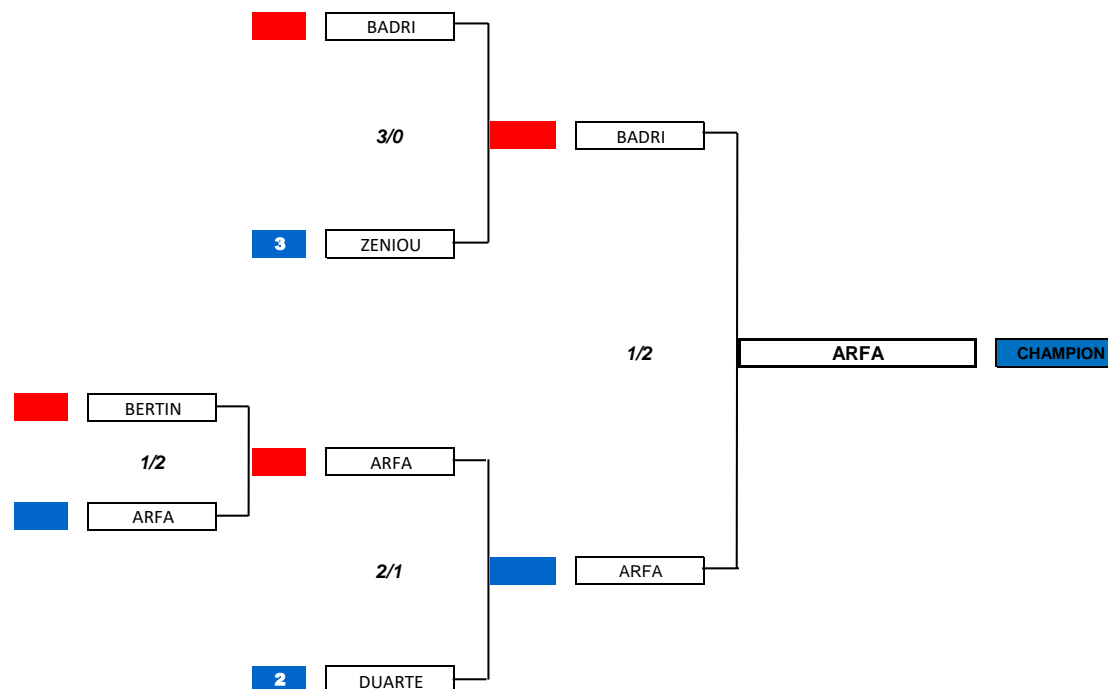 BADRI
3/0
BADRI
3
ZENIOU
1/2
ARFA
CHAMPION
BERTIN
1/2
ARFA
ARFA
2/1
ARFA
2
DUARTE